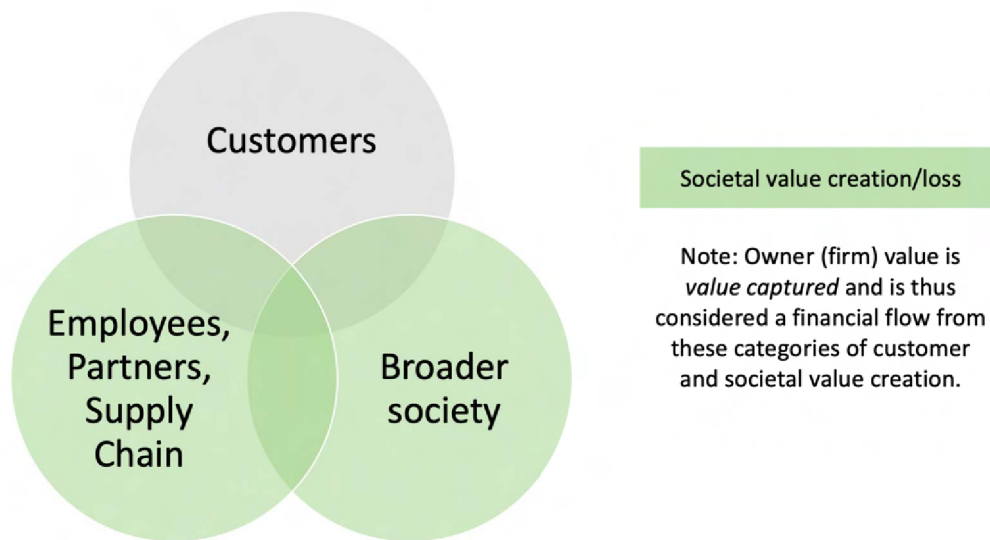 Customers
Employees,
Partners,
Supply
Chain
Broader
society
Societal value creation/loss
Note: Owner (firm) value is
value captured and is thus
considered a financial flow from
these categories of customer
and societal value creation.